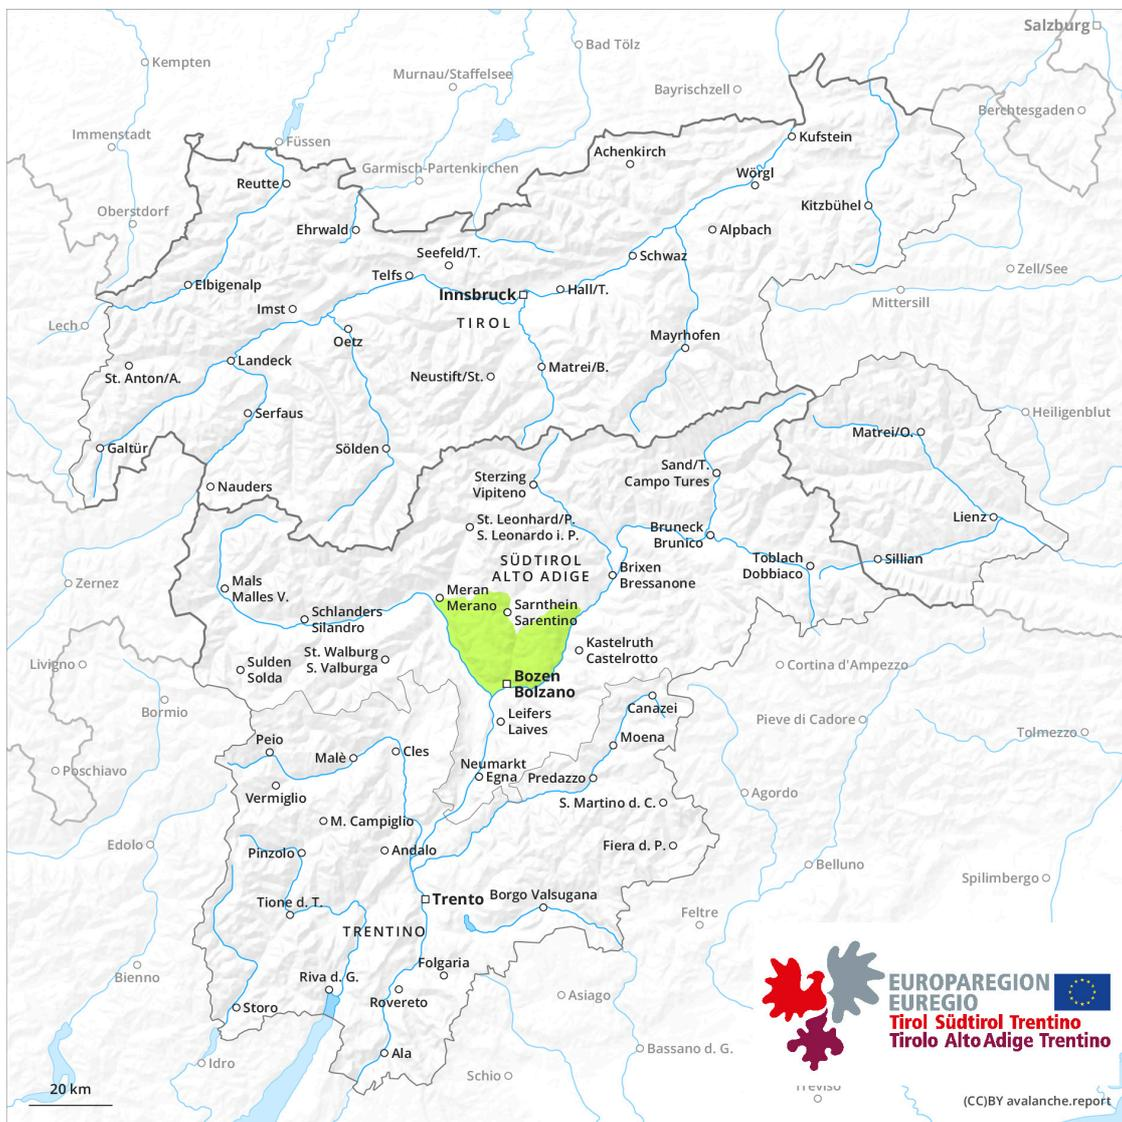 Salzburg
Kempten
Bad Tölz
Murnau/Staffelsee
Bayrischzell
Berchtesgaden
Immenstadt
Füssen
Kufstein
Achenkirch
Garmisch-Partenkirchen
Wörgl
Reutte
Oberstdorf
Kitzbühel
Ehrwald
Alpbach
Seefeld/T.
Schwaz
Telfs
Zell/See
Elbigenalp
Innsbruck
Hall/T.
Mittersill
Imst
TIROL
Lech
Oetz
Mayrhofen
Landeck
Matrei/B.
St. Anton/A.
Neustift/St.
Serfaus
Heiligenblut
Matrei/O.
Galtür
Sölden
Sand/T.
Campo Tures
Sterzing
Vipiteno
Nauders
Lienz
St. Leonhard/P.
S. Leonardo i. P.
Bruneck
Brunico
SÜDTIROL
ALTO ADIGE
Toblach
Dobbiaco
Sillian
Brixen
Bressanone
Zernez
Mals
Malles V.
Meran
Merano
Sarnthein
Sarentino
Schlanders
Silandro
Kastelruth
Castelrotto
St. Walburg
S. Valburga
Livigno
Sulden
Solda
Cortina d'Ampezzo
Bozen
Bolzano
Bormio
Canazei
Leifers
Laives
Pieve di Cadore
Tolmezzo
Peio
Moena
Cles
Malè
Neumarkt
Egna
Poschiavo
Predazzo
Vermiglio
Agordo
S. Martino d. C.
M. Campiglio
Edolo
Pinzolo
Andalo
Fiera d. P.
Belluno
Spilimbergo
Trento
Borgo Valsugana
Tione d. T.
Feltre
TRENTINO
Folgaria
Bienno
Riva d. G.
Rovereto
Asiago
Storo
EUROPAREGION
EUREGIO
Tirol Südtirol Trentino
Tirolo Alto Adige Trentino
Ala
Bassano d. G.
Idro
Schio
Treviso
20 km
(CC)BY avalanche.report